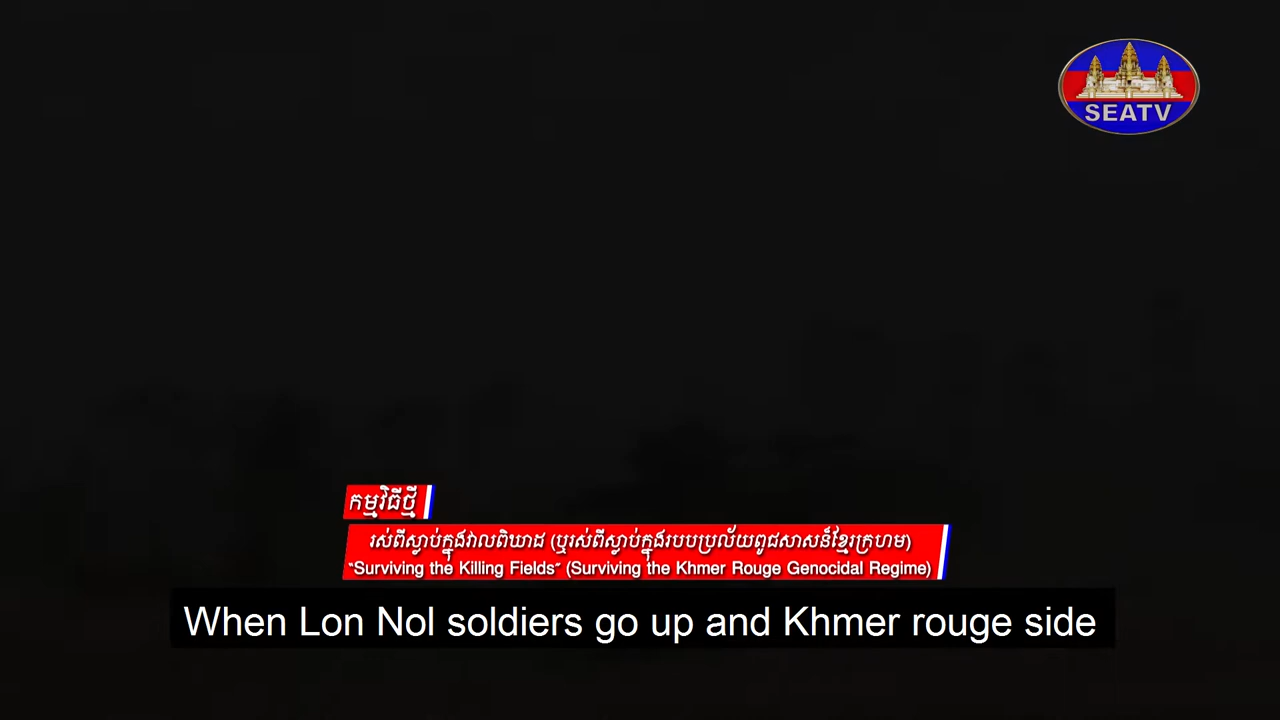 SEATV
កម្មវិធីថ្មី
រស់ពីស្លាប់ក្នុងវាលពិឃាដ (ឬរស់ពីស្លាប់ក្នុងរបបប្រល័យពូជសាសន៍ខ្មែរក្រហម)
“Surviving the Killing Fields” (Surviving the Khmer Rouge Genocidal Regime)
When Lon Nol soldiers go up and Khmer rouge side